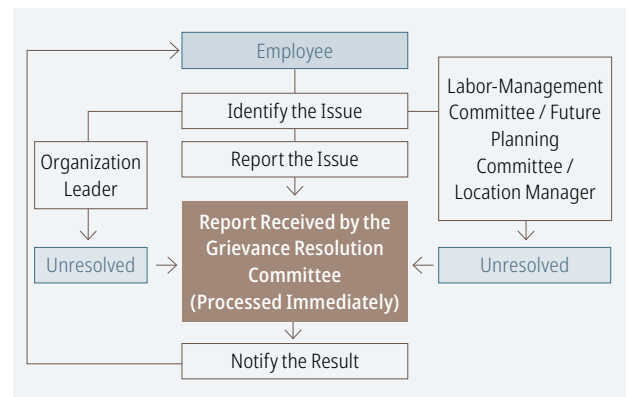 Employee
Identify the Issue
Report the Issue
Organization
Leader
Labor-Management
Committee / Future
Planning
Committee /
Location Manager
Unresolved
Report Received by the
Grievance Resolution
Committee
(Processed Immediately)
Unresolved
Notify the Result